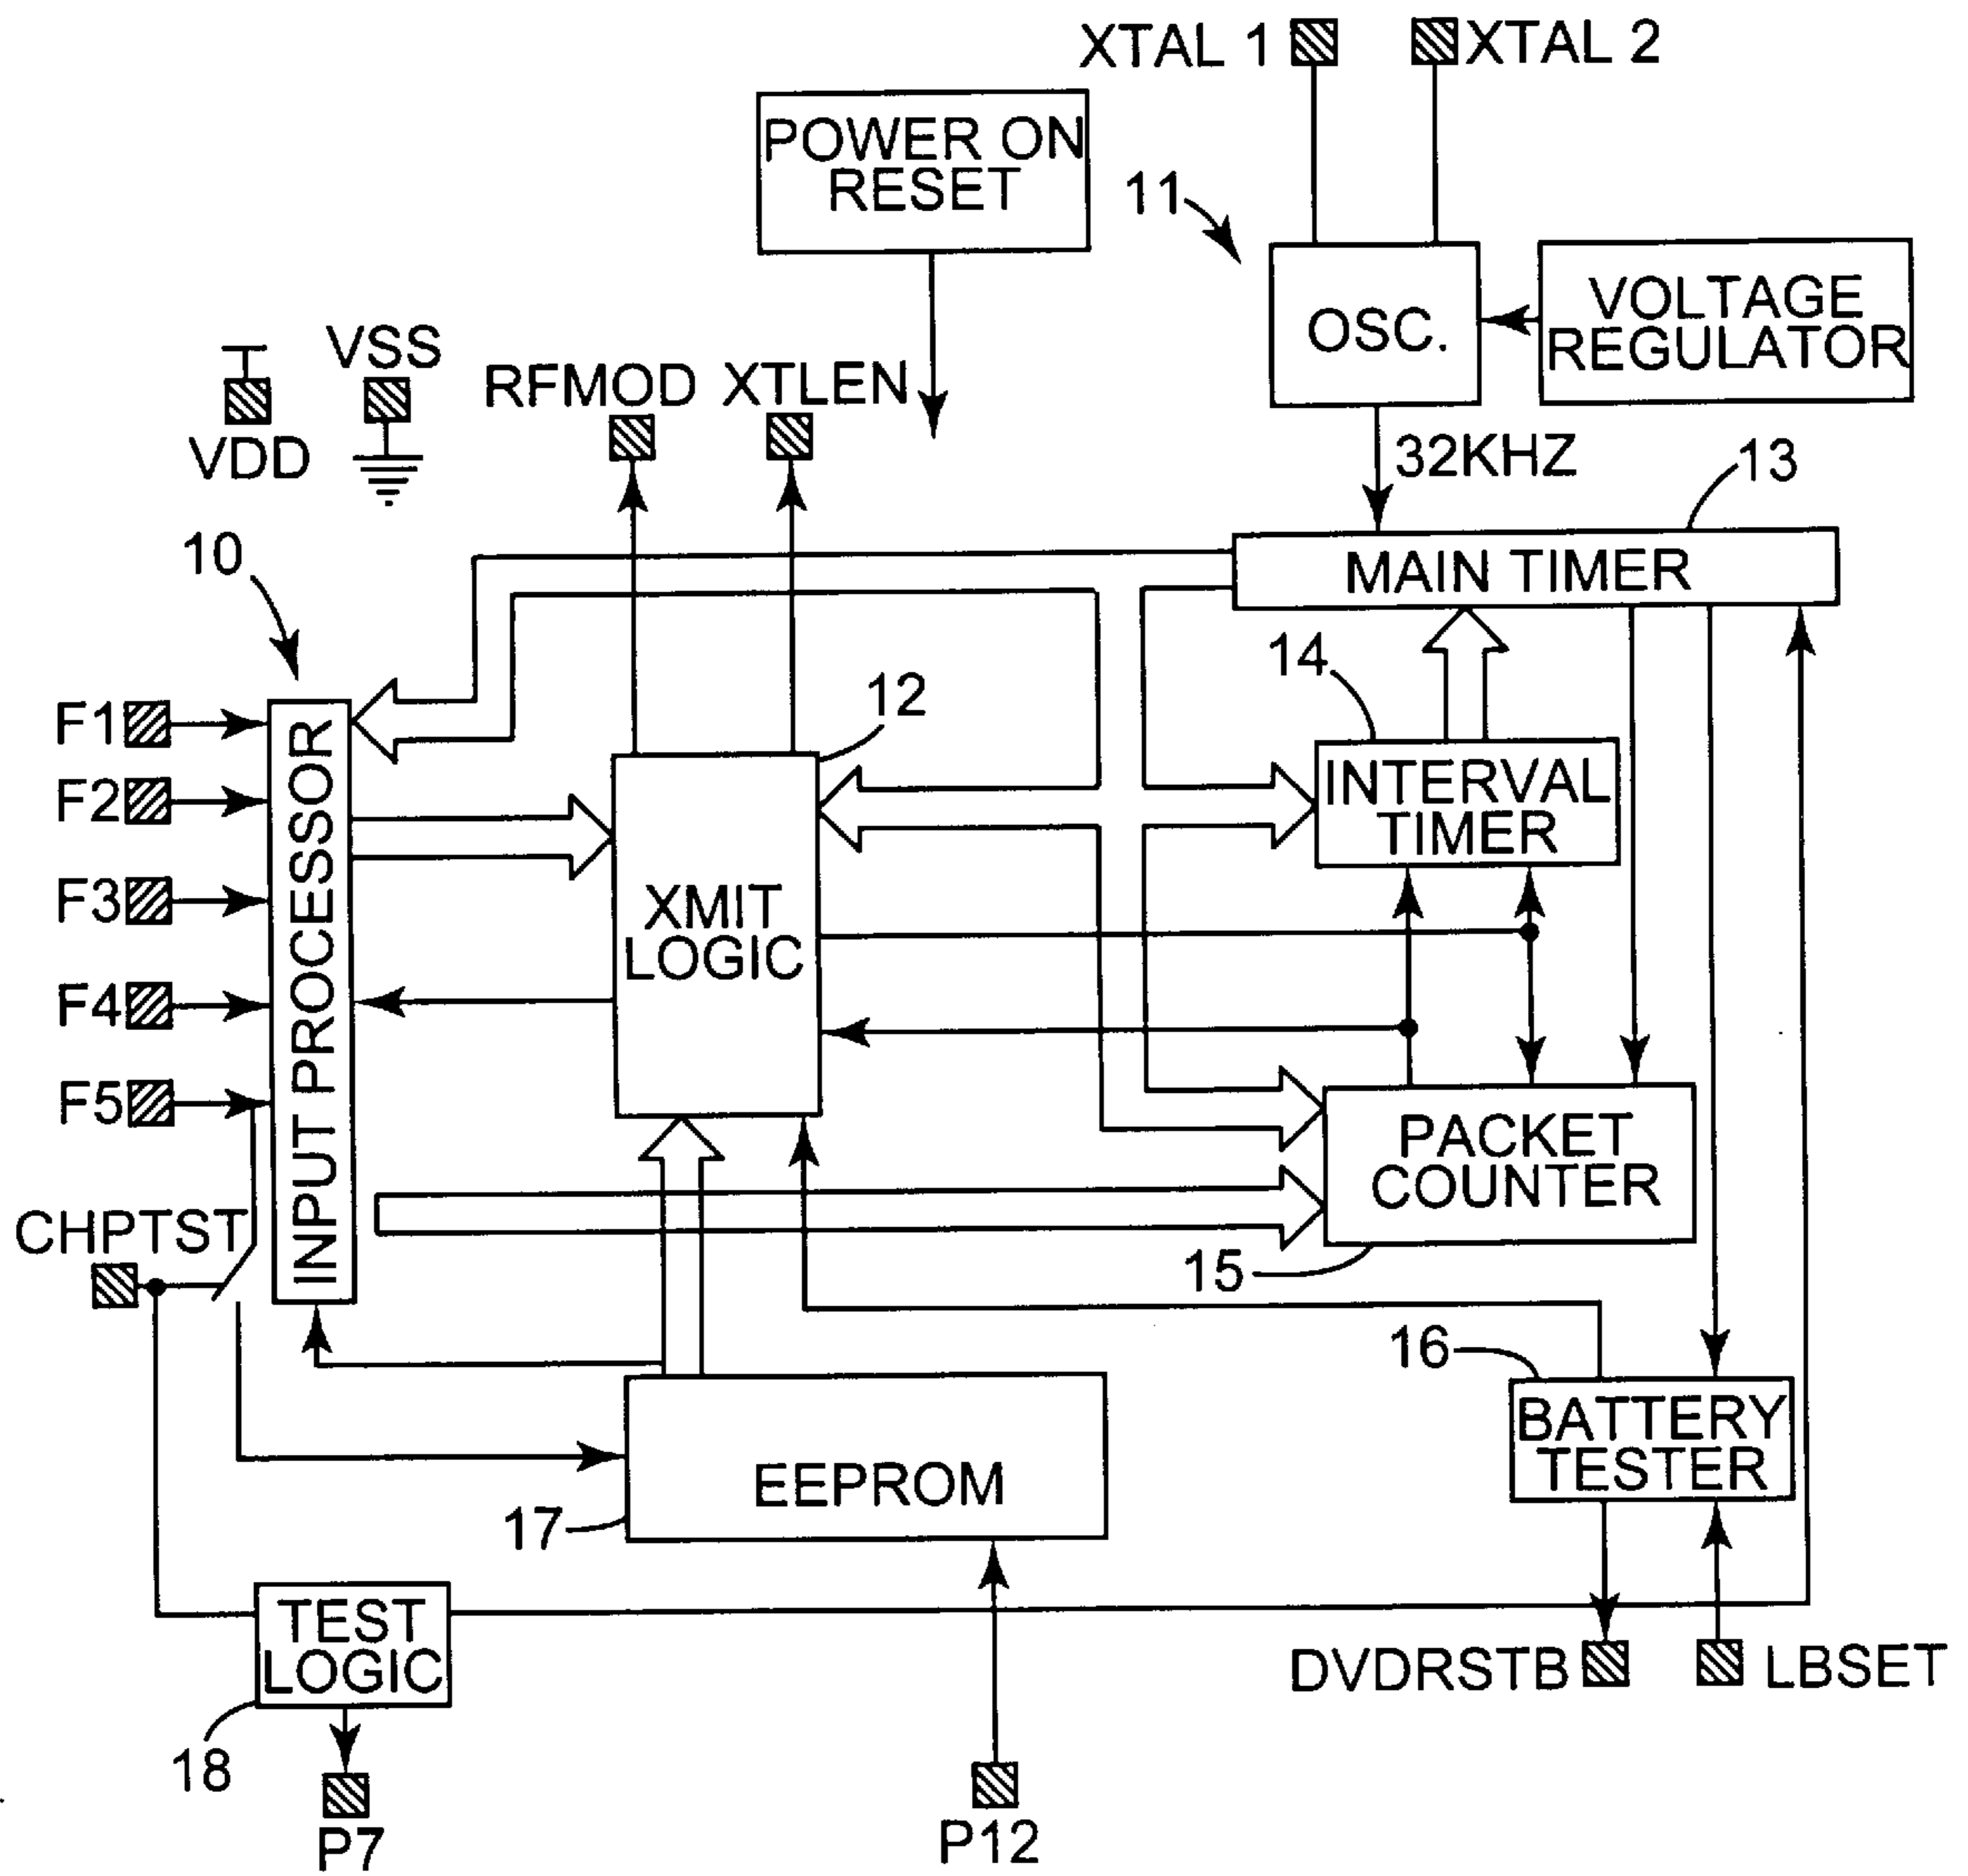 XTAL 1
XTAL 2
POWER ON
RESET
11
OSC.
VOLTAGE
REGULATOR
VSS
VDD
RFMOD
XTLEN
32KHZ
13
10
MAIN TIMER
14
12
F1
F2
F3
F4
F5
INPUT PROCESSOR
INTERVAL
TIMER
XMIT
LOGIC
PACKET
COUNTER
CHPTST
15
16
BATTERY
TESTER
EEPROM
17
TEST
LOGIC
DVDRSTB
LBSET
18
P7
P12